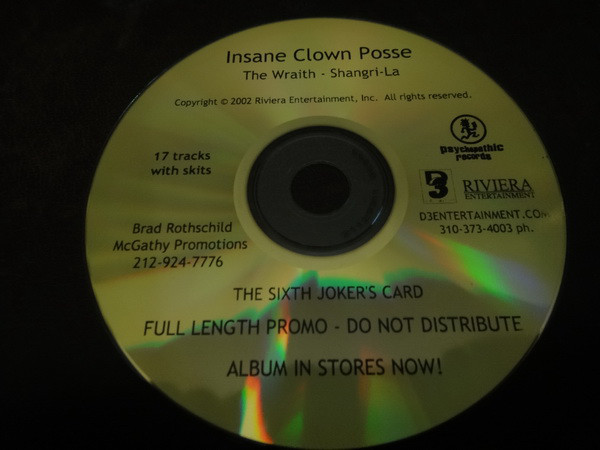 Insane Clown Posse
The Wraith - Shangri-La
Copyright © 2002 Riviera Entertainment, Inc. All rights reserved.
17 tracks
with skits
psychopathic
records
D3
RIVIERA
ENTERTAINMENT
D3ENTERTAINMENT.COM
310-373-4003 ph.
Brad Rothschild
McGathy Promotions
212-924-7776
THE SIXTH JOKER'S CARD
FULL LENGTH PROMO - DO NOT DISTRIBUTE
ALBUM IN STORES NOW!